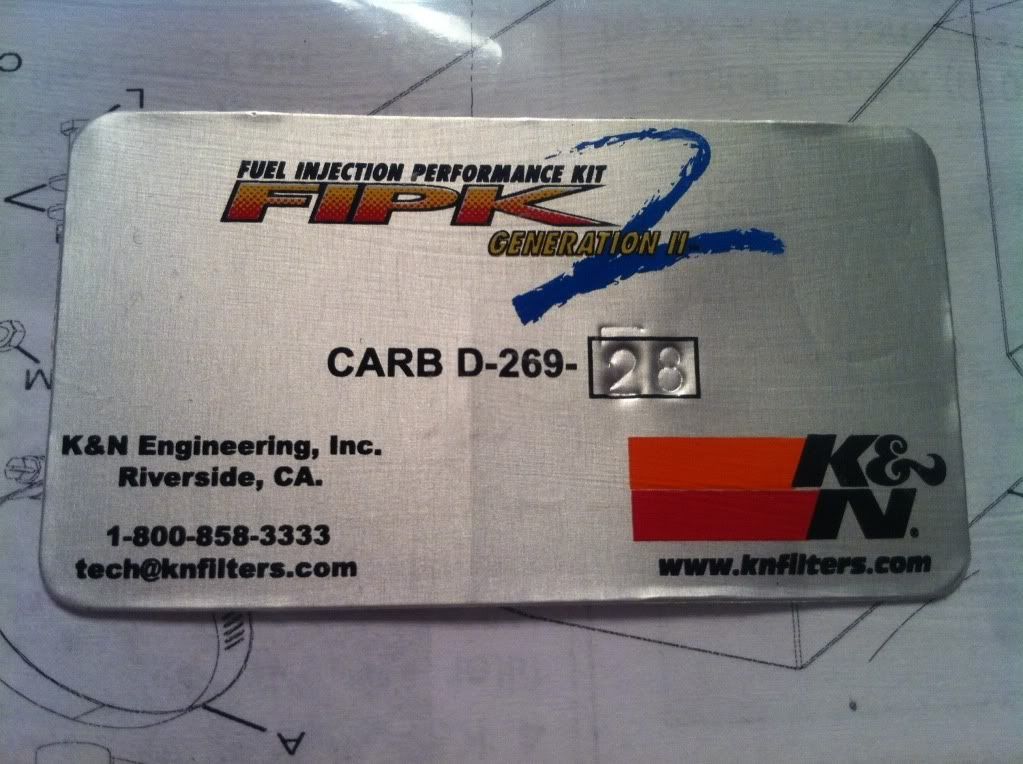 FUEL INJECTION PERFORMANCE KIT
FIPK 2
GENERATION II
CARB D-269-28
K&N Engineering, Inc.
Riverside, CA.
1-800-858-3333
tech@knfilters.com
K&N®
www.knfilters.com
C
L
M
A